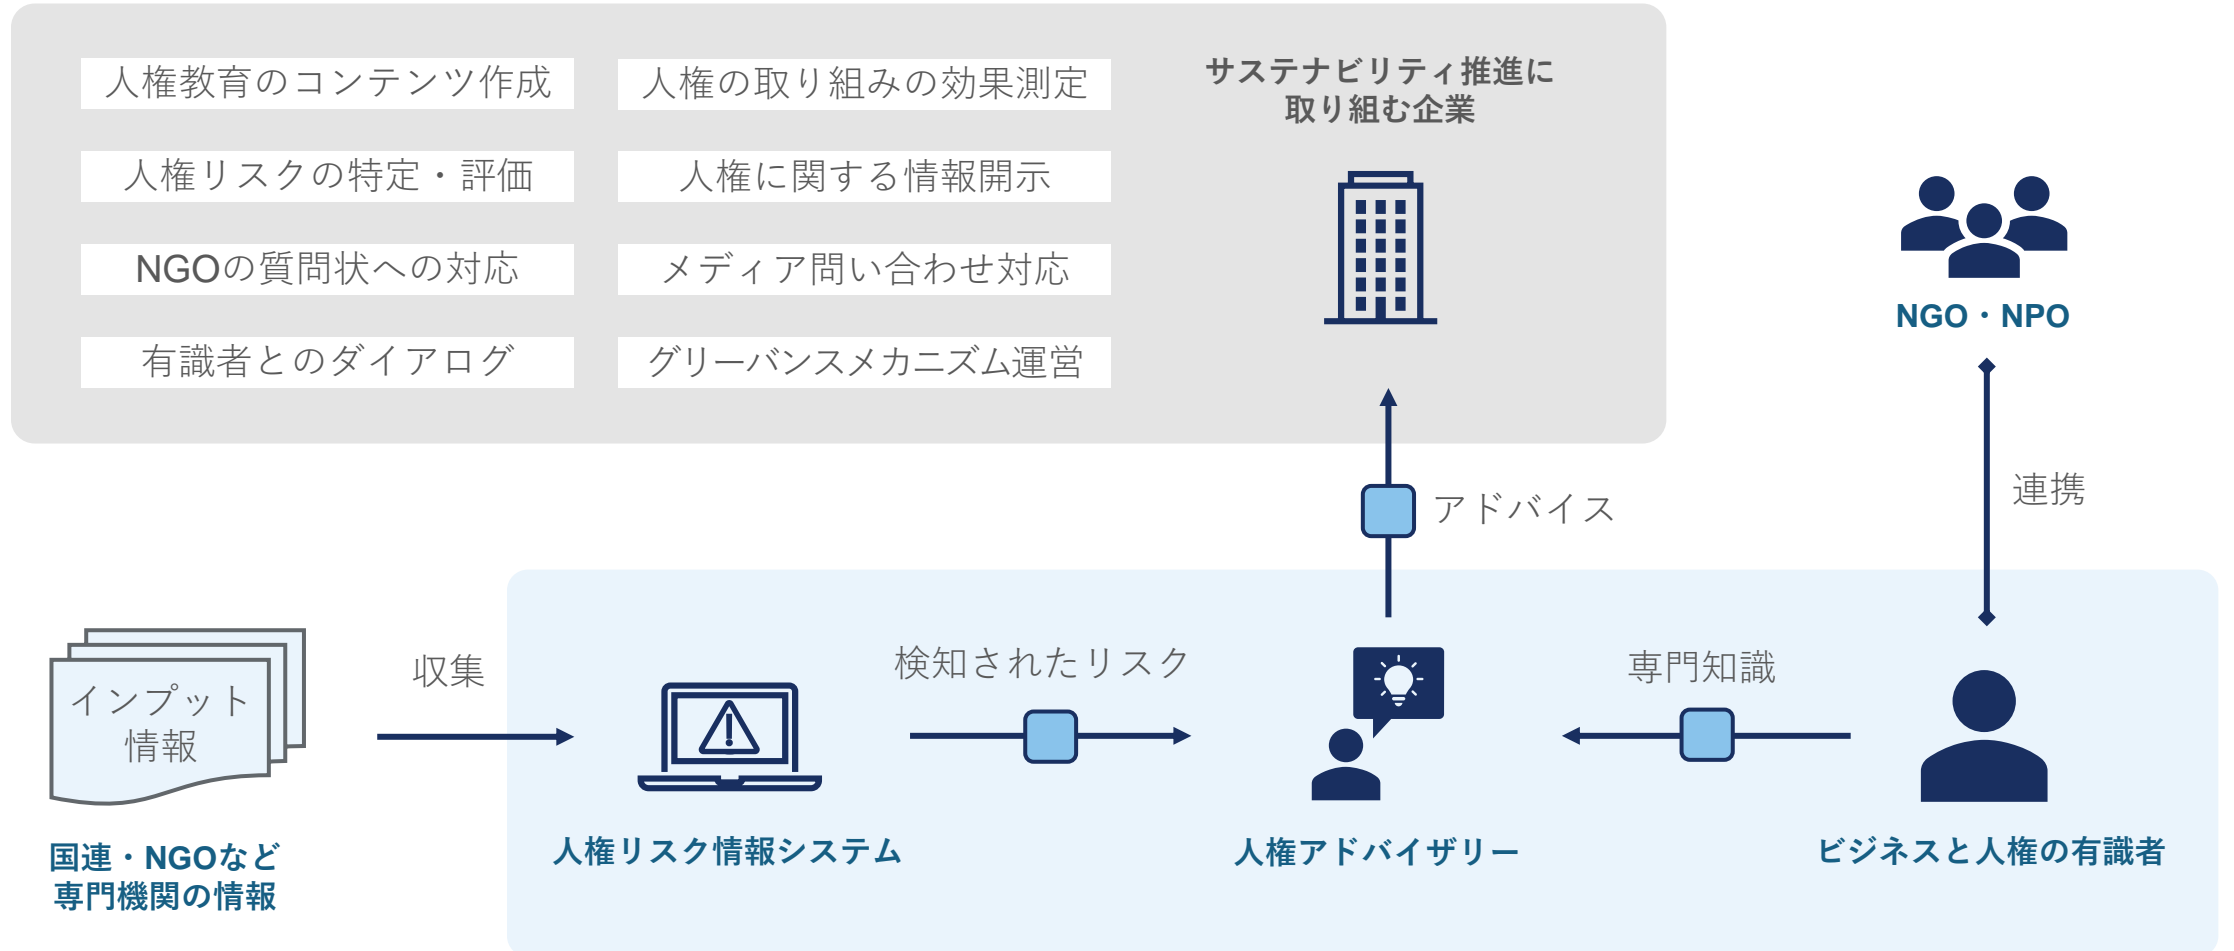 人権教育のコンテンツ作成
人権の取り組みの効果測定
サステナビリティ推進に
取り組む企業
人権リスクの特定・評価
人権に関する情報開示
NGOの質問状への対応
メディア問い合わせ対応
有識者とのダイアログ
グリーバンスメカニズム運営
NGO・NPO
アドバイス
連携
インプット
情報
収集
検知されたリスク
専門知識
国連・NGOなど
専門機関の情報
人権リスク情報システム
人権アドバイザリー
ビジネスと人権の有識者